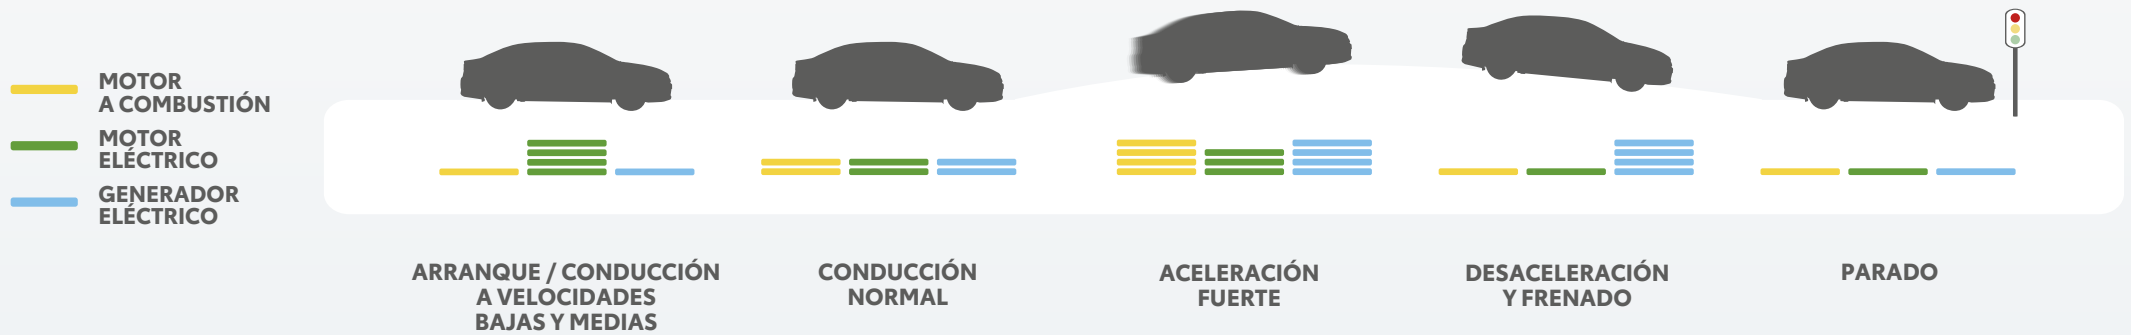 MOTOR
A COMBUSTIÓN
MOTOR
ELÉCTRICO
GENERADOR
ELÉCTRICO
ARRANQUE / CONDUCCIÓN
A VELOCIDADES
BAJAS Y MEDIAS
CONDUCCIÓN
NORMAL
ACELERACIÓN
FUERTE
DESACELERACIÓN
Y FRENADO
PARADO